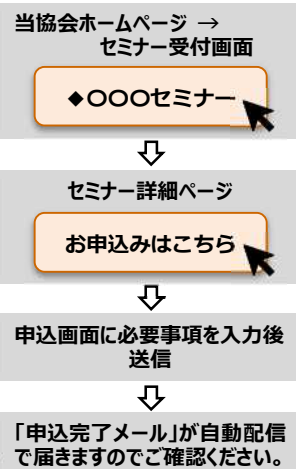 当協会ホームページ →
セミナー受付画面
◆〇〇〇セミナー
セミナー詳細ページ
お申込みはこちら
申込画面に必要事項を入力後
送信
「申込完了メール」が自動配信
で届きますのでご確認ください。